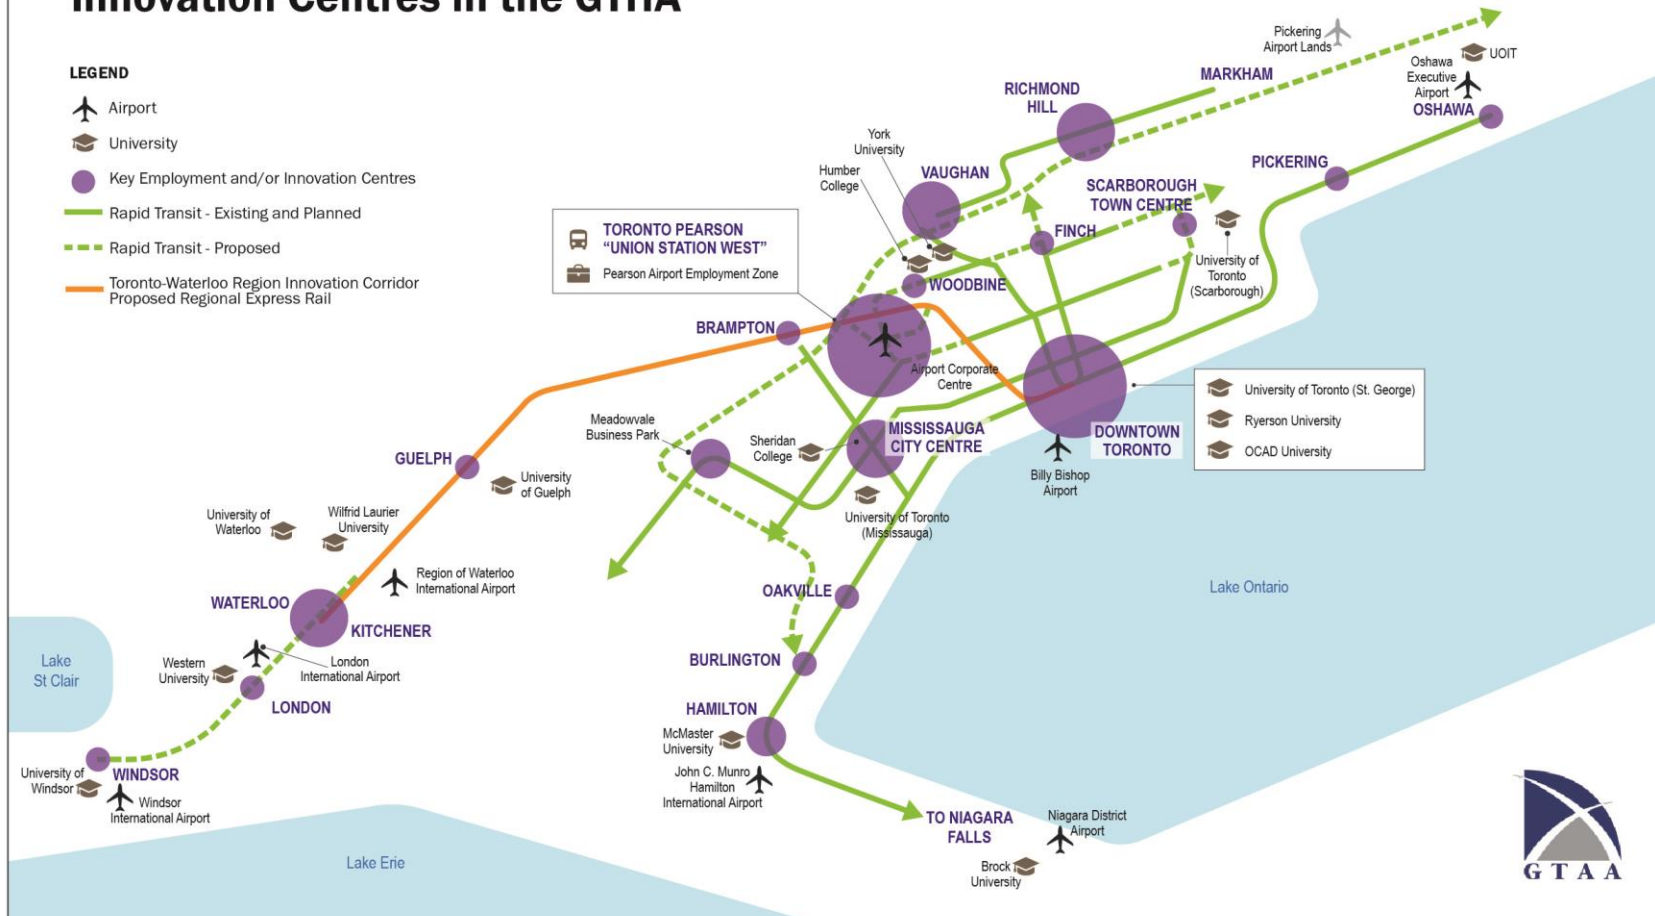 Innovation Centres in the GTHA
LEGEND
Airport
University
Key Employment and/or Innovation Centres
Rapid Transit - Existing and Planned
Rapid Transit - Proposed
Toronto-Waterloo Region Innovation Corridor
Proposed Regional Express Rail
Pickering
Airport Lands
UOIT
Oshawa
Executive
Airport
OSHAWA
MARKHAM
RICHMOND
HILL
PICKERING
York
University
Humber
College
VAUGHAN
SCARBOROUGH
TOWN CENTRE
FINCH
University of
Toronto
(Scarborough)
TORONTO PEARSON
"UNION STATION WEST"
Pearson Airport Employment Zone
WOODBINE
BRAMPTON
Airport Corporate
Centre
University of Toronto (St. George)
Ryerson University
OCAD University
Meadowvale
Business Park
Sheridan
College
MISSISSAUGA
CITY CENTRE
DOWNTOWN
TORONTO
Billy Bishop
Airport
GUELPH
University
of Guelph
University of Toronto
(Mississauga)
University of
Waterloo
Wilfrid Laurier
University
Region of Waterloo
International Airport
WATERLOO
KITCHENER
OAKVILLE
Lake Ontario
Lake
St Clair
Western
University
London
International Airport
LONDON
BURLINGTON
HAMILTON
McMaster
University
John C. Munro
Hamilton
International Airport
WINDSOR
University of
Windsor
Windsor
International Airport
TO NIAGARA
FALLS
Niagara District
Airport
Brock
University
Lake Erie
GTAA